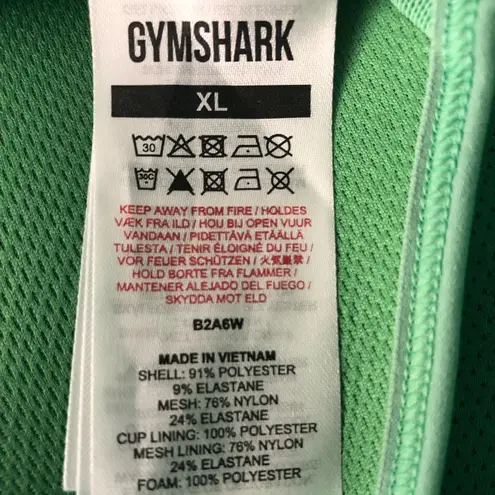 GYMSHARK
XL
30
30C
KEEP AWAY FROM FIRE / HOLDES
VÆK FRA ILD / HOU BIJ OPEN VUUR
VANDAAN / PIDETTÄVÄ ETÄÄLLÄ
TULESTA / TENIR ÉLOIGNÉ DU FEU /
VOR FEUER SCHÜTZEN / 火気厳禁 /
HOLD BORTE FRA FLAMMER /
MANTENER ALEJADO DEL FUEGO /
SKYDDA MOT ELD
B2A6W
MADE IN VIETNAM
SHELL: 91% POLYESTER
9% ELASTANE
MESH: 76% NYLON
24% ELASTANE
CUP LINING: 100% POLYESTER
MESH LINING: 76% NYLON
24% ELASTANE
FOAM: 100% POLYESTER